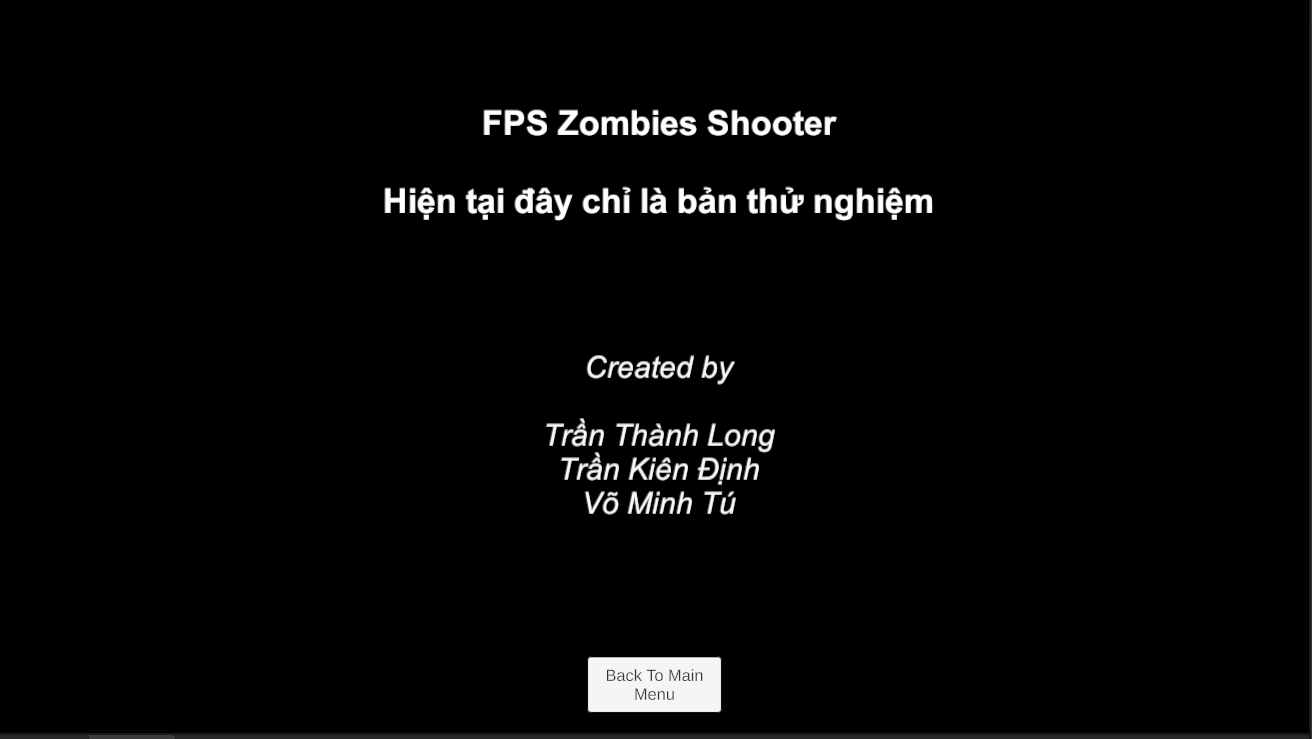 FPS Zombies Shooter
Hiện tại đây chỉ là bản thử nghiệm
Created by
Trần Thành Long
Trần Kiên Định
Võ Minh Tú
Back To Main
Menu